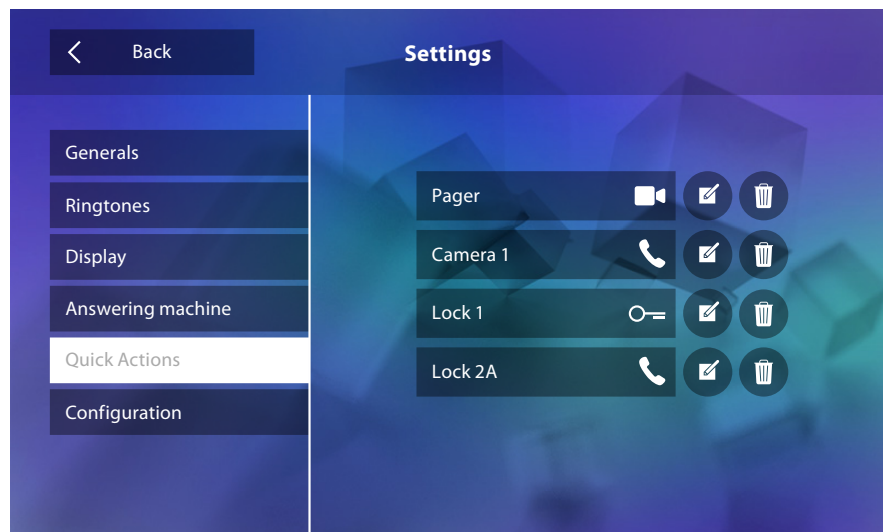 Back
Settings
Generals
Ringtones
Display
Answering machine
Quick Actions
Configuration
Pager
Camera 1
Lock 1
Lock 2A